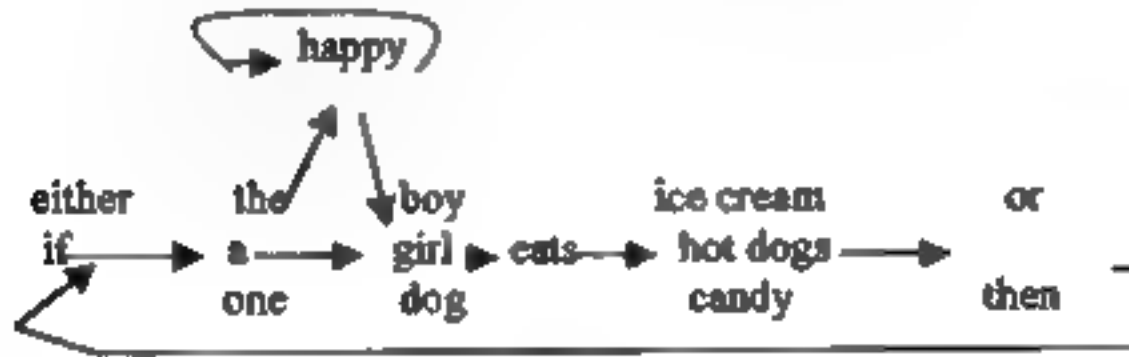 happy
either the boy ice cream or
if a girl eats hot dogs
one dog candy then